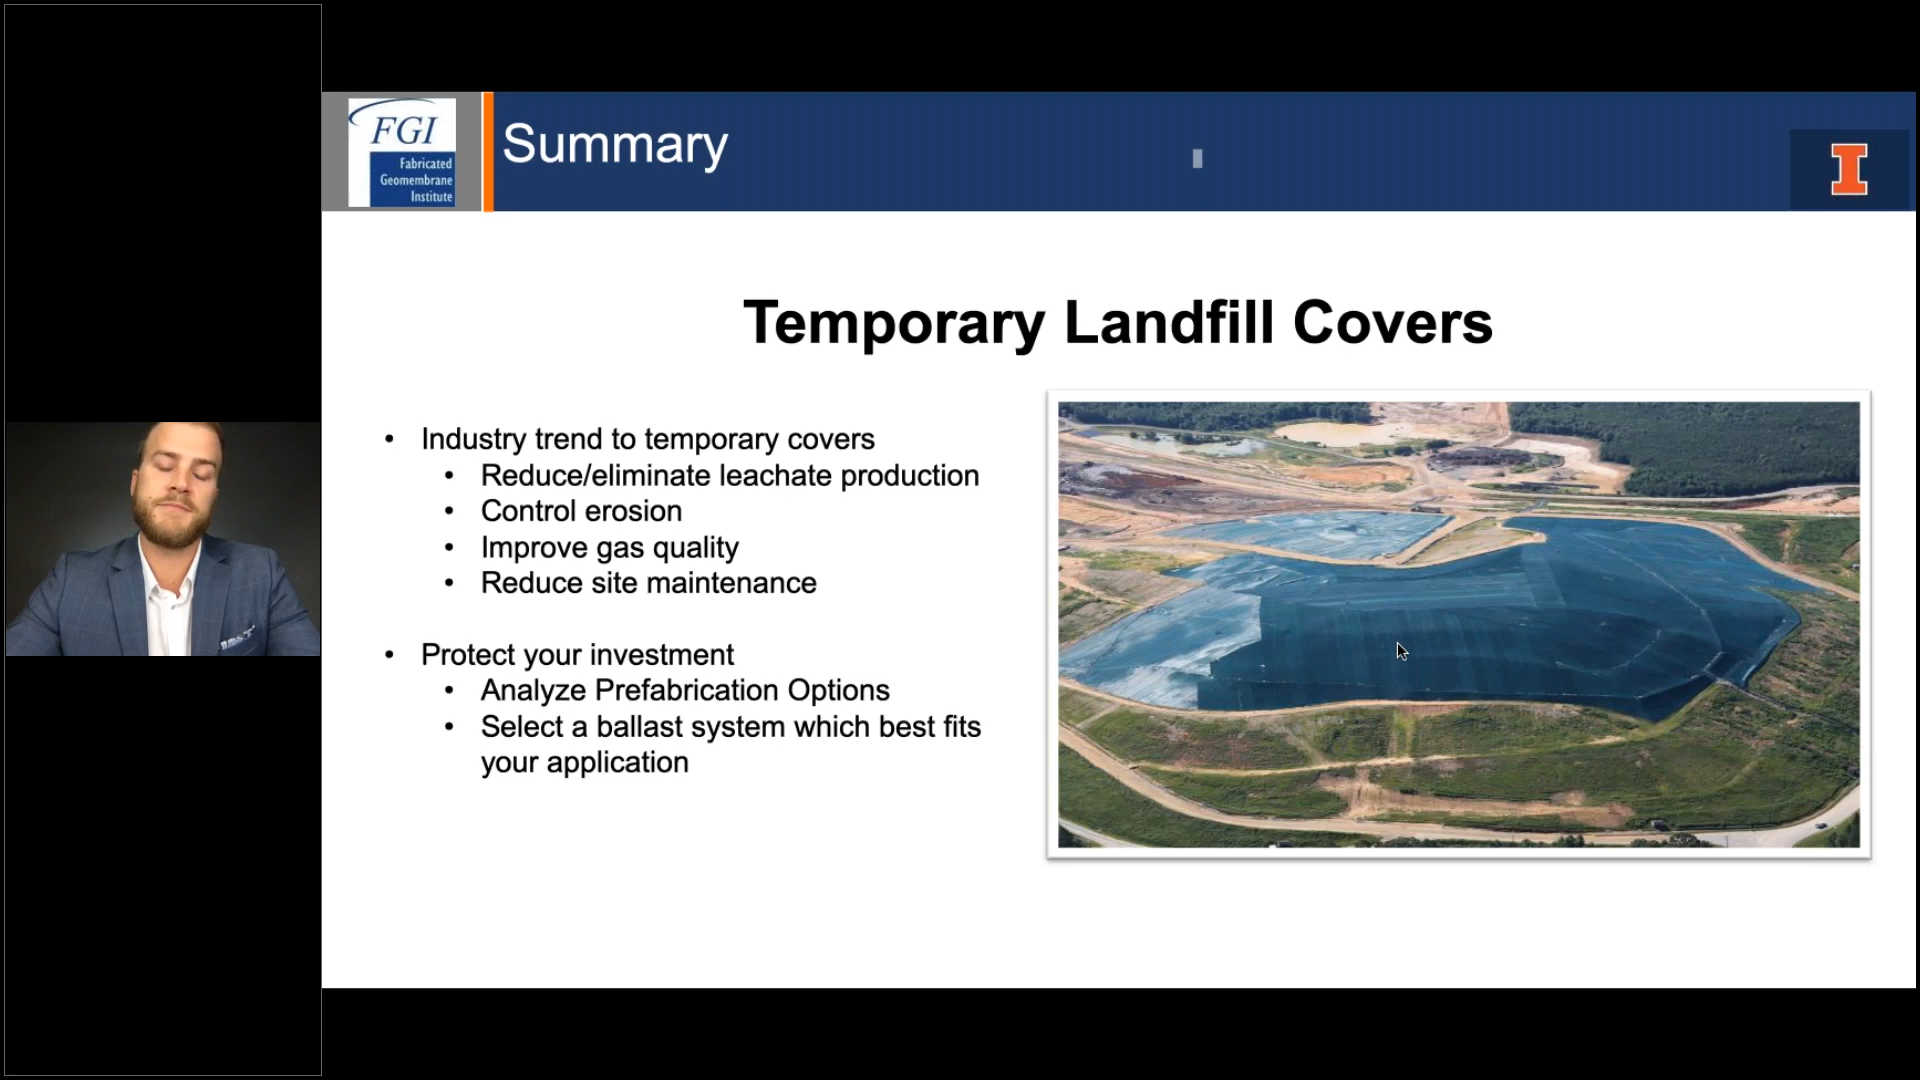 FGI
Fabricated
Geomembrane
Institute
Summary
I
Temporary Landfill Covers
• Industry trend to temporary covers
• Reduce/eliminate leachate production
• Control erosion
• Improve gas quality
• Reduce site maintenance
• Protect your investment
• Analyze Prefabrication Options
• Select a ballast system which best fits
your application